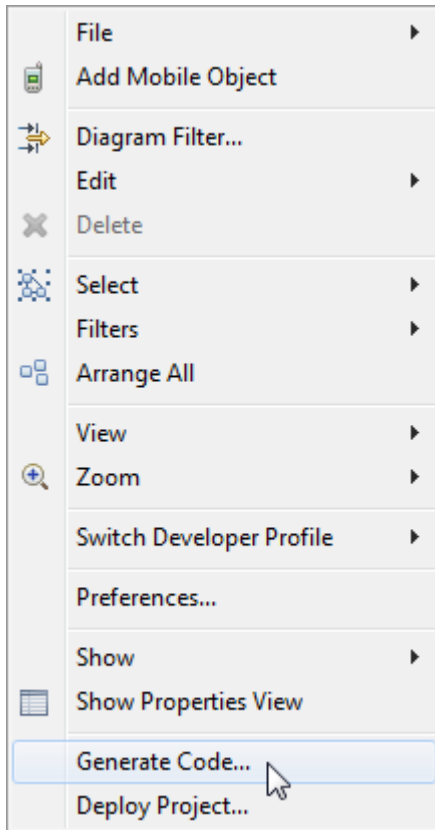 File
Add Mobile Object
Diagram Filter...
Edit
Delete
Select
Filters
Arrange All
View
Zoom
Switch Developer Profile
Preferences...
Show
Show Properties View
Generate Code...
Deploy Project...